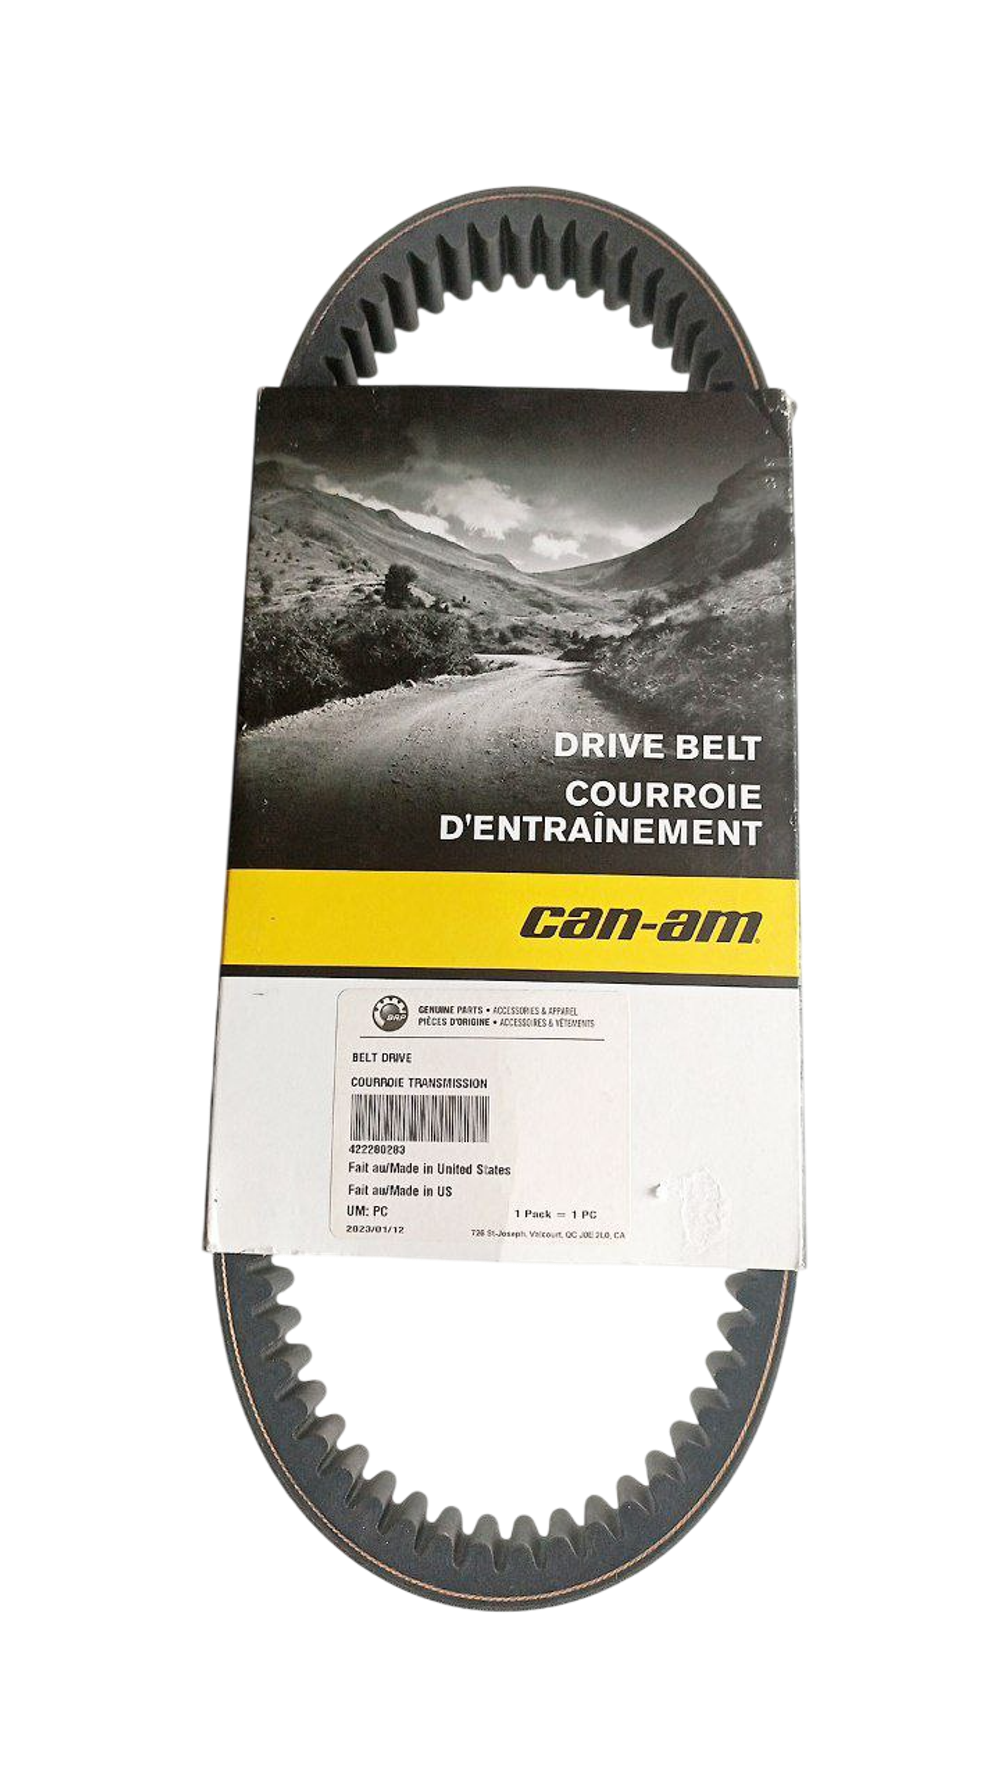 DRIVE BELT
COURROIE
D'ENTRAÎNEMENT
can-am
BRP
GENUINE PARTS • ACCESSORIES & APPAREL
PIÈCES D'ORIGINE • ACCESSOIRES & VÊTEMENTS
BELT DRIVE
COURROIE TRANSMISSION
422280283
Fait au/Made in United States
Fait au/Made in US
UM: PC
1 Pack = 1 PC
2023/01/12
726 St-Joseph, Valcourt, QC J0E 2L0, CA